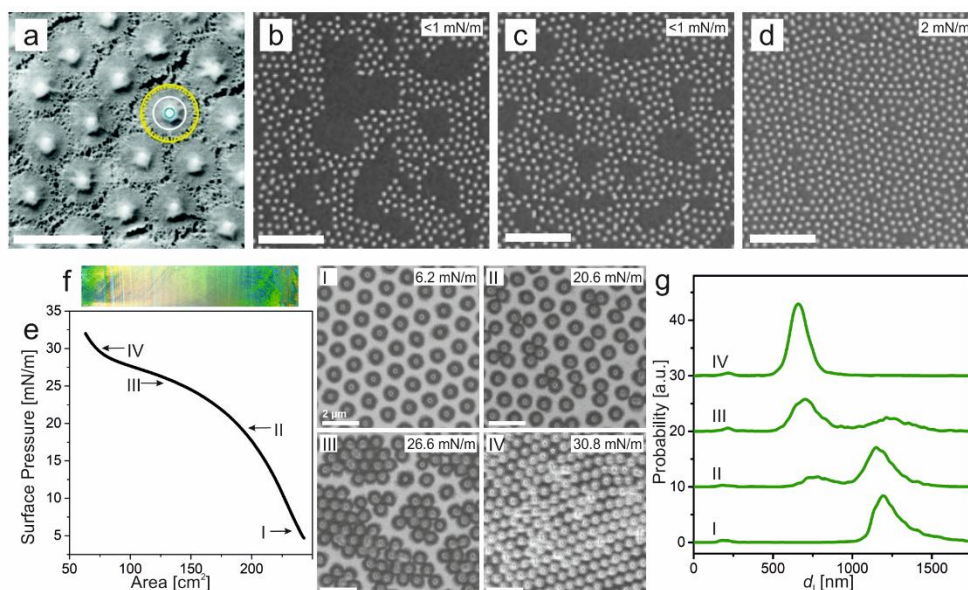 a
b
<1 mN/m
c
<1 mN/m
d
2 mN/m
f
e
Surface Pressure [mN/m]
35
30
25
20
15
10
5
IV
III
II
I
50
100
150
200
250
Area [cm²]
I
6.2 mN/m
2 µm
II
20.6 mN/m
III
26.6 mN/m
IV
30.8 mN/m
g
Probability [a.u.]
40
30
20
10
0
IV
III
II
I
0
500
1000
1500